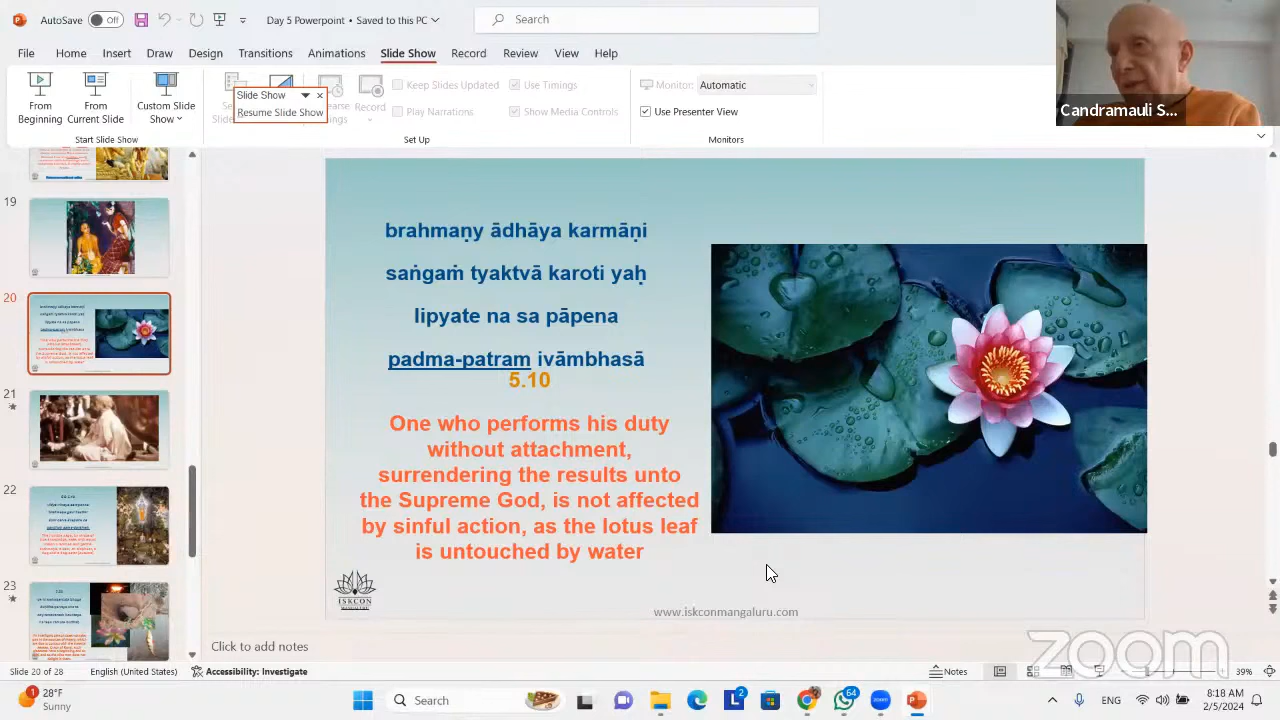 AutoSave Off Day 5 Powerpoint • Saved to this PC Search
File Home Insert Draw Design Transitions Animations Slide Show Record Review View Help
From Beginning
From Current Slide
Custom Slide Show
Record
Keep Slides Updated
Play Narrations
Use Timings
Show Media Controls
Monitor: Automatic
Use Presenter View
Slide Show
Resume Slide Show
Start Slide Show Set Up Monitors
Candramauli S...
19
20
21
22
23
brahmaṇy ādhāya karmāṇi
saṅgaṁ tyaktvā karoti yaḥ
lipyate na sa pāpena
padma-patram ivāmbhasā
5.10
One who performs his duty
without attachment,
surrendering the results unto
the Supreme God, is not affected
by sinful action, as the lotus leaf
is untouched by water
ISKCON
www.iskconmangaluru.com
Click to add notes
zoom
Slide 20 of 28 English (United States) Accessibility: Investigate Notes 39%
28°F
Sunny
Search
2
64
zoom
ENG
8:18 AM
2/5/2024